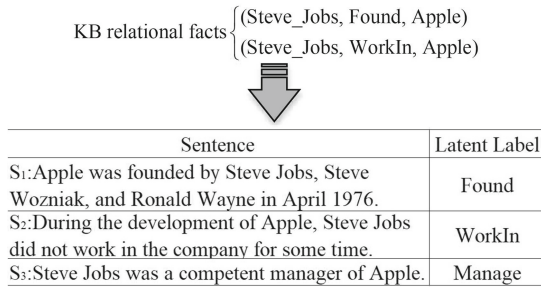 (Steve_Jobs, Found, Apple)
KB relational facts
(Steve_Jobs, WorkIn, Apple)
Sentence Latent Label
S1:Apple was founded by Steve Jobs, Steve
Wozniak, and Ronald Wayne in April 1976.
Found
S2:During the development of Apple, Steve Jobs
did not work in the company for some time.
WorkIn
S3:Steve Jobs was a competent manager of Apple. Manage